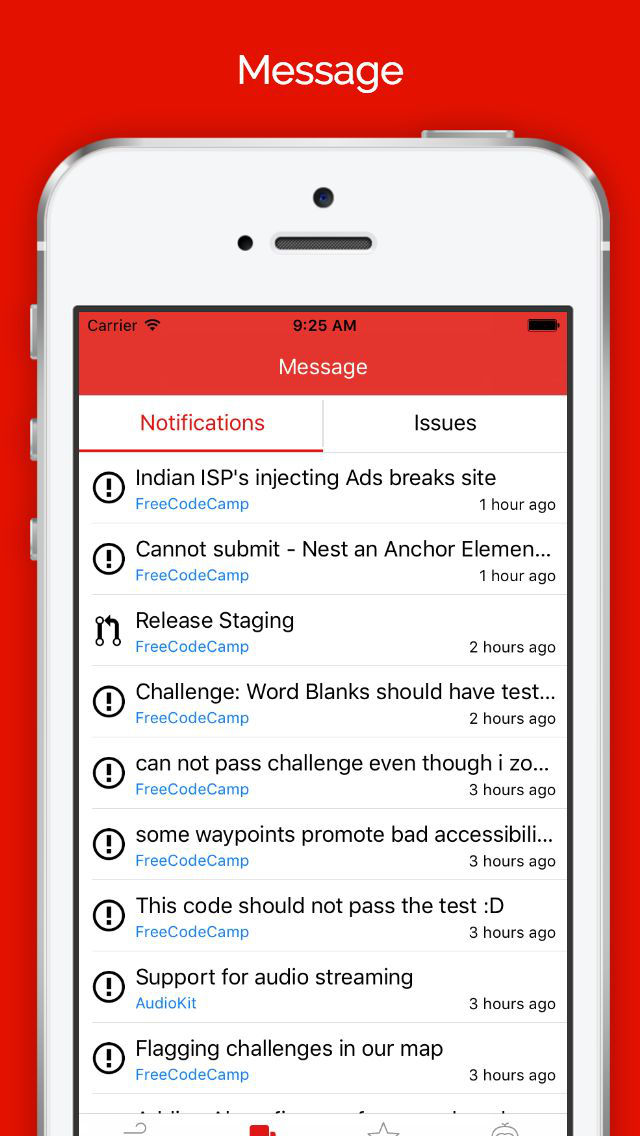 Message
Carrier 9:25 AM
Message
Notifications Issues
Indian ISP's injecting Ads breaks site
FreeCodeCamp 1 hour ago
Cannot submit - Nest an Anchor Elemen...
FreeCodeCamp 1 hour ago
Release Staging
FreeCodeCamp 2 hours ago
Challenge: Word Blanks should have test...
FreeCodeCamp 2 hours ago
can not pass challenge even though i zo...
FreeCodeCamp 3 hours ago
some waypoints promote bad accessibili...
FreeCodeCamp 3 hours ago
This code should not pass the test :D
FreeCodeCamp 3 hours ago
Support for audio streaming
AudioKit 3 hours ago
Flagging challenges in our map
FreeCodeCamp 3 hours ago